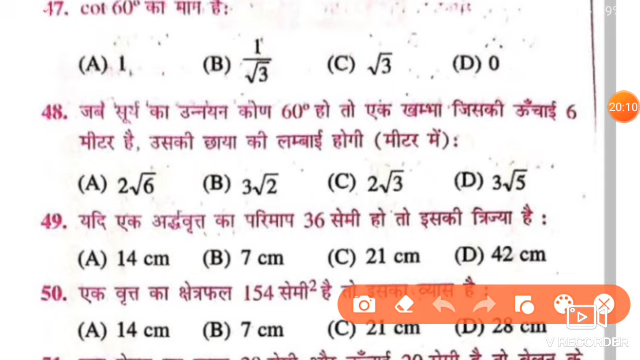 47. cot 60° का मान है:
(A) 1 (B) 1/√3 (C) √3 (D) 0
48. जब सूर्य का उन्नयन कोण 60° हो तो एक खम्भा जिसकी ऊँचाई 6
मीटर है, उसकी छाया की लम्बाई होगी (मीटर में):
(A) 2√6 (B) 3√2 (C) 2√3 (D) 3√5
49. यदि एक अर्द्धवृत्त का परिमाप 36 सेमी हो तो इसकी त्रिज्या है :
(A) 14 cm (B) 7 cm (C) 21 cm (D) 42 cm
50. एक वृत्त का क्षेत्रफल 154 सेमी² है तो इसका व्यास है :
(A) 14 cm (B) 7 cm (C) 21 cm (D) 28 cm
20:10
V RECORDER